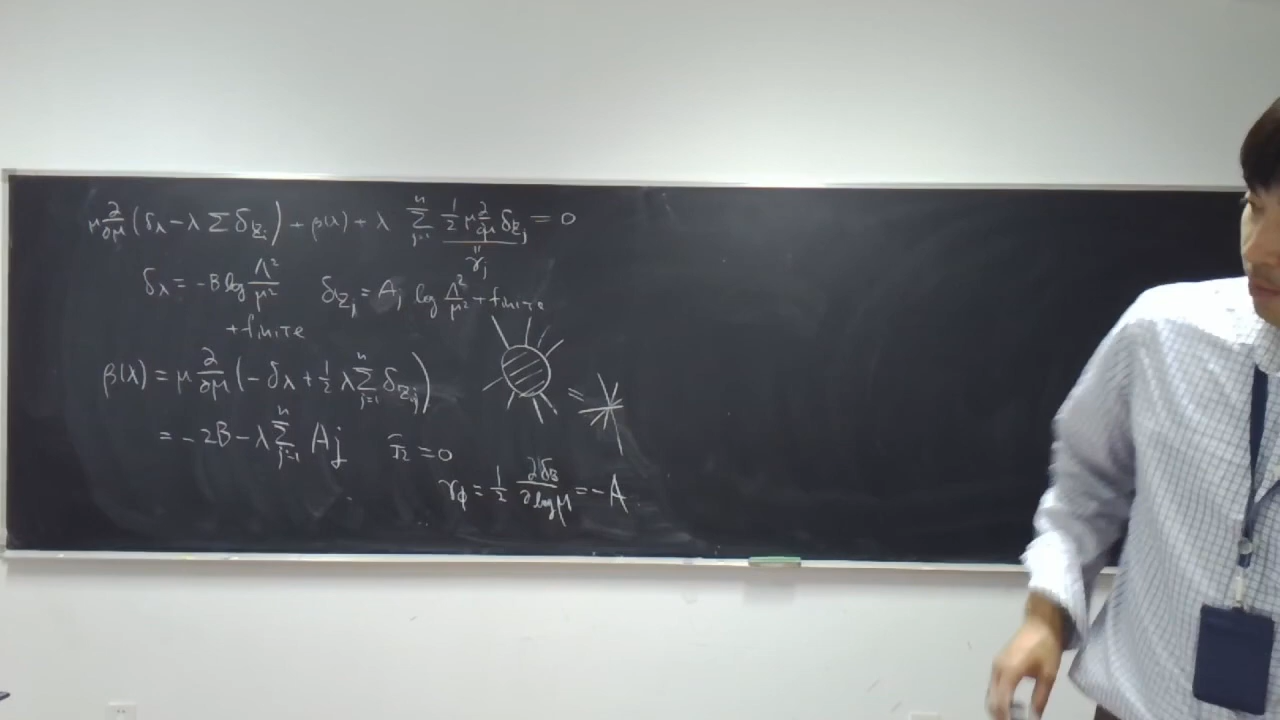 μ ∂/∂μ (δ_λ − λ Σ δ_{Z_i}) + β(λ) + λ Σ_{j=1}^{n} 1/2 μ ∂/∂μ δ_{Z_j} = 0
γ_j
δ_λ = −B log Λ²/μ² + finite
δ_{Z_j} = A_j log Λ²/μ² + finite
β(λ) = μ ∂/∂μ (−δ_λ + 1/2 λ Σ_{j=1}^{n} δ_{Z_j})
=
= −2B − λ Σ_{j=1}^{n} A_j
= 0
γ_φ = 1/2 ∂δ_Z/∂log μ = −A